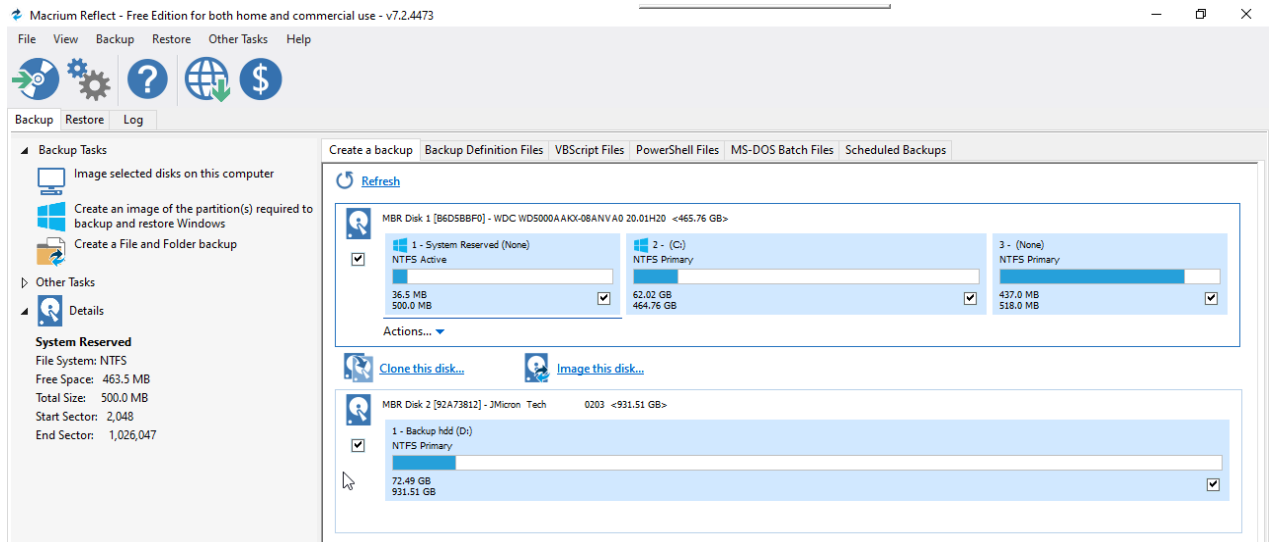 Macrium Reflect - Free Edition for both home and commercial use - v7.2.4473
File View Backup Restore Other Tasks Help
Backup Restore Log
Backup Tasks
Image selected disks on this computer
Create an image of the partition(s) required to
backup and restore Windows
Create a File and Folder backup
Other Tasks
Details
System Reserved
File System: NTFS
Free Space: 463.5 MB
Total Size: 500.0 MB
Start Sector: 2,048
End Sector: 1,026,047
Create a backup Backup Definition Files VBScript Files PowerShell Files MS-DOS Batch Files Scheduled Backups
Refresh
MBR Disk 1 [B6D5BBF0] - WDC WD5000AAKX-08ANVA0 20.01H20 <465.76 GB>
1 - System Reserved (None)
NTFS Active
36.5 MB
500.0 MB
2 - (C:)
NTFS Primary
62.02 GB
464.76 GB
3 - (None)
NTFS Primary
437.0 MB
518.0 MB
Actions...
Clone this disk... Image this disk...
MBR Disk 2 [92A73812] - JMicron Tech 0203 <931.51 GB>
1 - Backup hdd (D:)
NTFS Primary
72.49 GB
931.51 GB